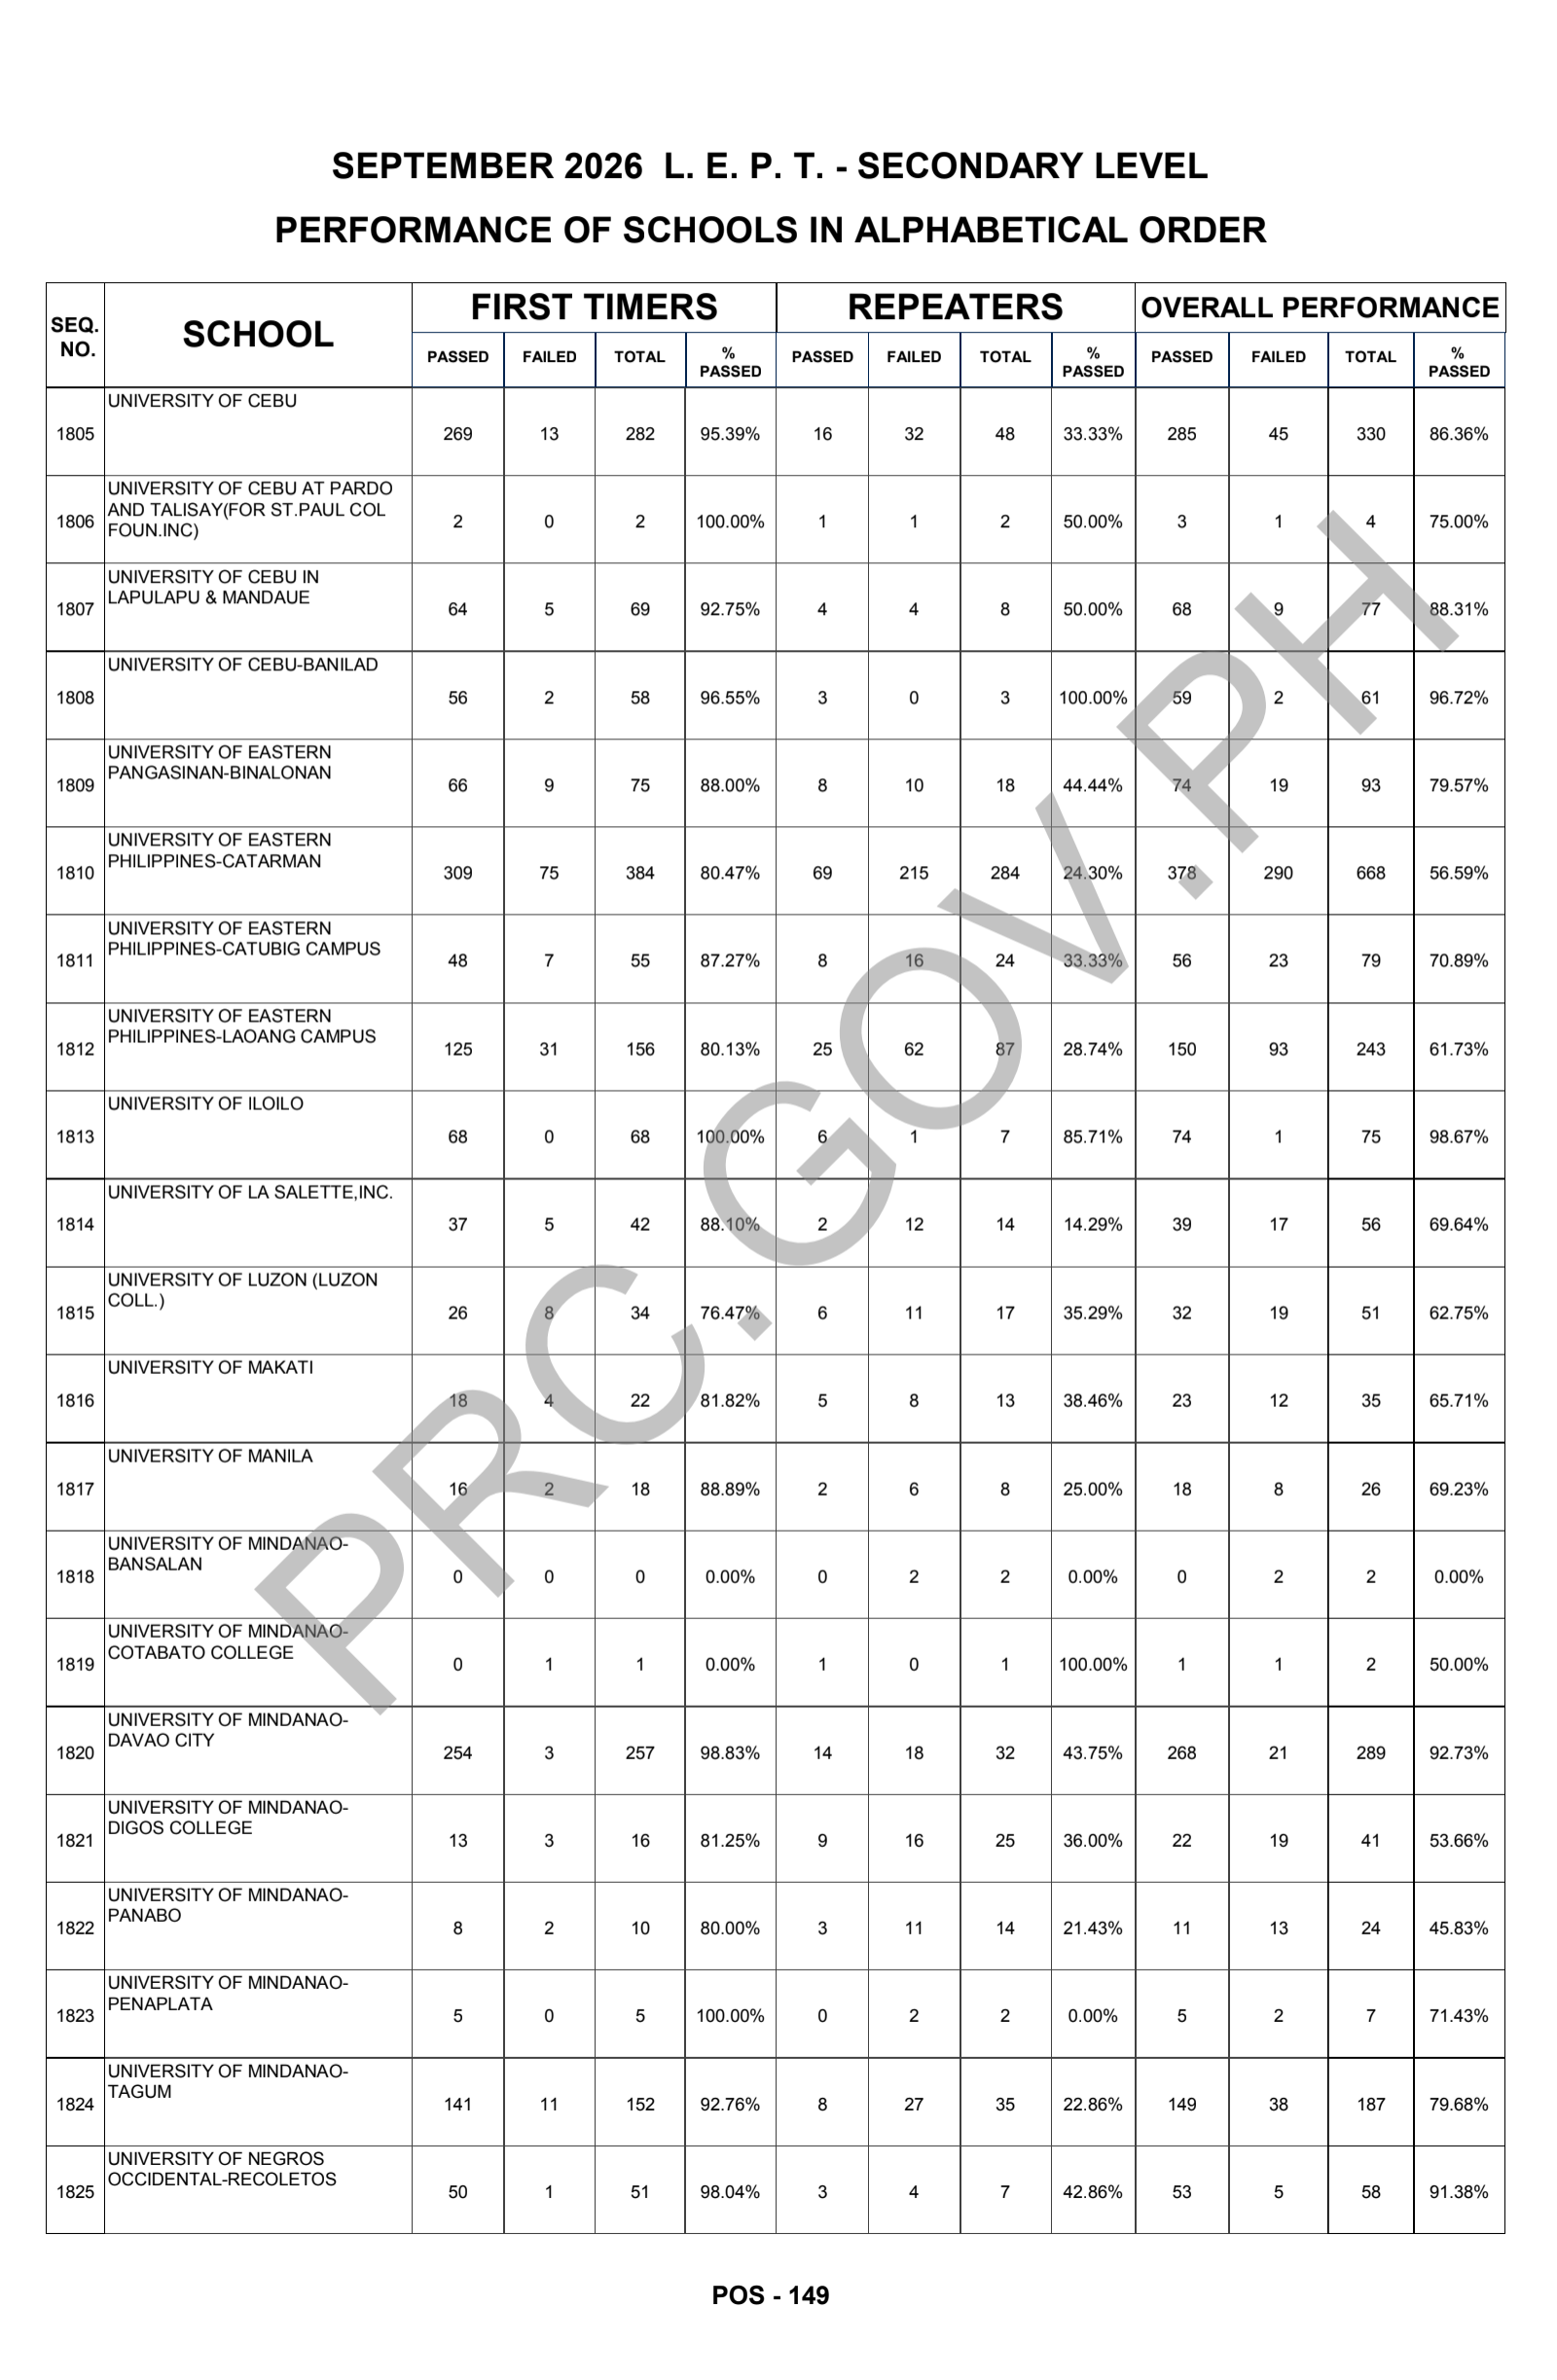 SEPTEMBER 2026 L. E. P. T. - SECONDARY LEVEL
PERFORMANCE OF SCHOOLS IN ALPHABETICAL ORDER
SEQ. NO. SCHOOL FIRST TIMERS REPEATERS OVERALL PERFORMANCE
PASSED FAILED TOTAL % PASSED PASSED FAILED TOTAL % PASSED PASSED FAILED TOTAL % PASSED
UNIVERSITY OF CEBU
1805 269 13 282 95.39% 16 32 48 33.33% 285 45 330 86.36%
UNIVERSITY OF CEBU AT PARDO
AND TALISAY(FOR ST.PAUL COL
FOUN.INC)
1806 2 0 2 100.00% 1 1 2 50.00% 3 1 4 75.00%
UNIVERSITY OF CEBU IN
LAPULAPU & MANDAUE
1807 64 5 69 92.75% 4 4 8 50.00% 68 9 77 88.31%
UNIVERSITY OF CEBU-BANILAD
1808 56 2 58 96.55% 3 0 3 100.00% 59 2 61 96.72%
UNIVERSITY OF EASTERN
PANGASINAN-BINALONAN
1809 66 9 75 88.00% 8 10 18 44.44% 74 19 93 79.57%
UNIVERSITY OF EASTERN
PHILIPPINES-CATARMAN
1810 309 75 384 80.47% 69 215 284 24.30% 378 290 668 56.59%
UNIVERSITY OF EASTERN
PHILIPPINES-CATUBIG CAMPUS
1811 48 7 55 87.27% 8 16 24 33.33% 56 23 79 70.89%
UNIVERSITY OF EASTERN
PHILIPPINES-LAOANG CAMPUS
1812 125 31 156 80.13% 25 62 87 28.74% 150 93 243 61.73%
UNIVERSITY OF ILOILO
1813 68 0 68 100.00% 6 1 7 85.71% 74 1 75 98.67%
UNIVERSITY OF LA SALETTE,INC.
1814 37 5 42 88.10% 2 12 14 14.29% 39 17 56 69.64%
UNIVERSITY OF LUZON (LUZON
COLL.)
1815 26 8 34 76.47% 6 11 17 35.29% 32 19 51 62.75%
UNIVERSITY OF MAKATI
1816 18 4 22 81.82% 5 8 13 38.46% 23 12 35 65.71%
UNIVERSITY OF MANILA
1817 16 2 18 88.89% 2 6 8 25.00% 18 8 26 69.23%
UNIVERSITY OF MINDANAO-
BANSALAN
1818 0 0 0 0.00% 0 2 2 0.00% 0 2 2 0.00%
UNIVERSITY OF MINDANAO-
COTABATO COLLEGE
1819 0 1 1 0.00% 1 0 1 100.00% 1 1 2 50.00%
UNIVERSITY OF MINDANAO-
DAVAO CITY
1820 254 3 257 98.83% 14 18 32 43.75% 268 21 289 92.73%
UNIVERSITY OF MINDANAO-
DIGOS COLLEGE
1821 13 3 16 81.25% 9 16 25 36.00% 22 19 41 53.66%
UNIVERSITY OF MINDANAO-
PANABO
1822 8 2 10 80.00% 3 11 14 21.43% 11 13 24 45.83%
UNIVERSITY OF MINDANAO-
PENAPLATA
1823 5 0 5 100.00% 0 2 2 0.00% 5 2 7 71.43%
UNIVERSITY OF MINDANAO-
TAGUM
1824 141 11 152 92.76% 8 27 35 22.86% 149 38 187 79.68%
UNIVERSITY OF NEGROS
OCCIDENTAL-RECOLETOS
1825 50 1 51 98.04% 3 4 7 42.86% 53 5 58 91.38%
PRC.GOV.PH
POS - 149